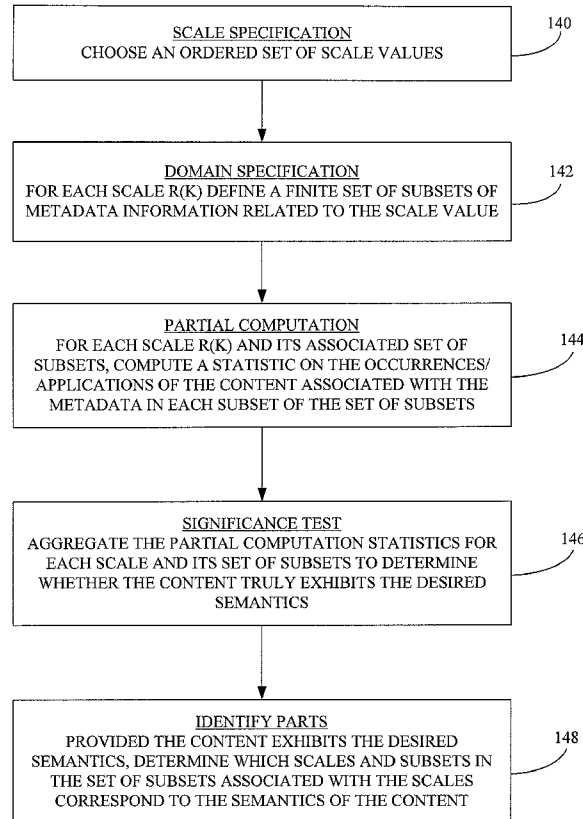 SCALE SPECIFICATION
CHOOSE AN ORDERED SET OF SCALE VALUES
140
DOMAIN SPECIFICATION
FOR EACH SCALE R(K) DEFINE A FINITE SET OF SUBSETS OF
METADATA INFORMATION RELATED TO THE SCALE VALUE
142
PARTIAL COMPUTATION
FOR EACH SCALE R(K) AND ITS ASSOCIATED SET OF
SUBSETS, COMPUTE A STATISTIC ON THE OCCURRENCES/
APPLICATIONS OF THE CONTENT ASSOCIATED WITH THE
METADATA IN EACH SUBSET OF THE SET OF SUBSETS
144
SIGNIFICANCE TEST
AGGREGATE THE PARTIAL COMPUTATION STATISTICS FOR
EACH SCALE AND ITS SET OF SUBSETS TO DETERMINE
WHETHER THE CONTENT TRULY EXHIBITS THE DESIRED
SEMANTICS
146
IDENTIFY PARTS
PROVIDED THE CONTENT EXHIBITS THE DESIRED
SEMANTICS, DETERMINE WHICH SCALES AND SUBSETS IN
THE SET OF SUBSETS ASSOCIATED WITH THE SCALES
CORRESPOND TO THE SEMANTICS OF THE CONTENT
148